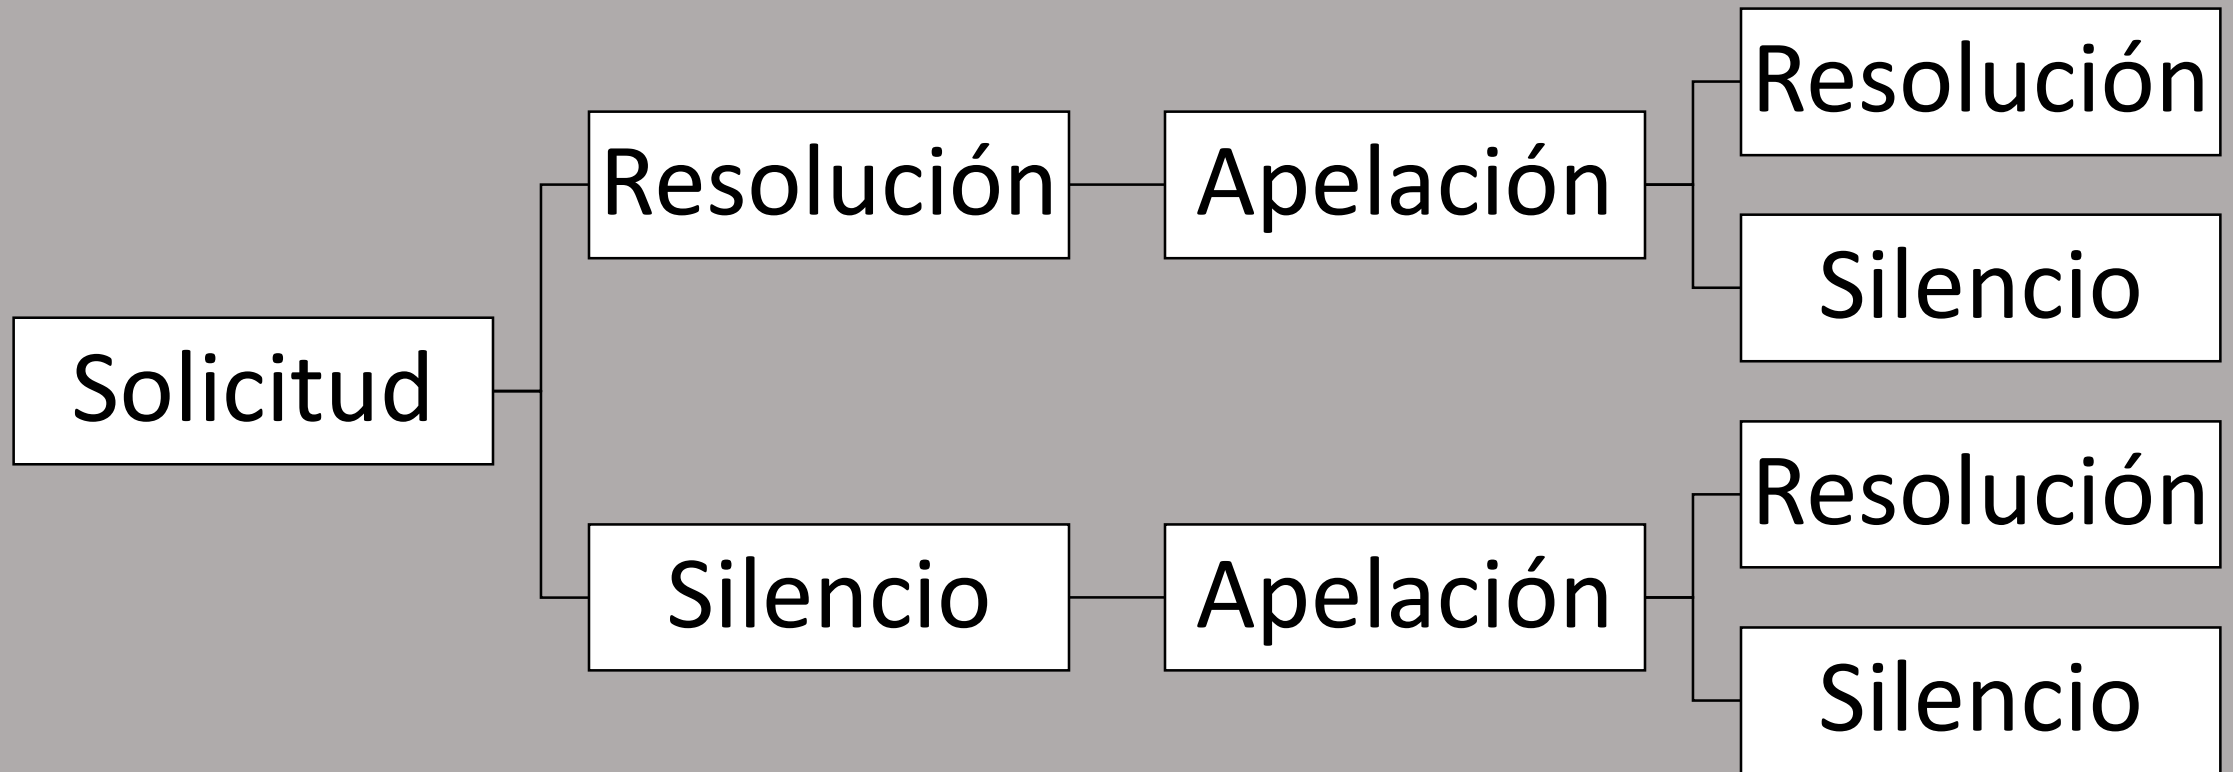 Solicitud
Resolución
Apelación
Resolución
Silencio
Silencio
Apelación
Resolución
Silencio